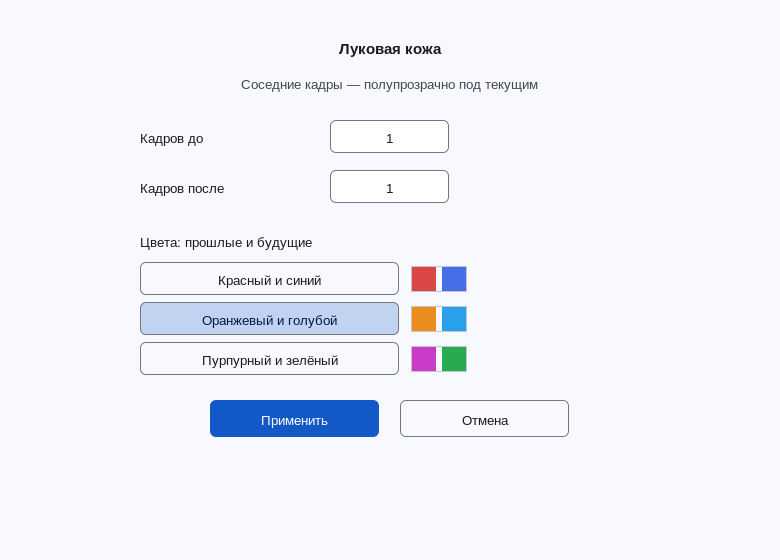 Луковая кожа
Соседние кадры — полупрозрачно под текущим
Кадров до
1
Кадров после
1
Цвета: прошлые и будущие
Красный и синий
Оранжевый и голубой
Пурпурный и зелёный
Применить
Отмена